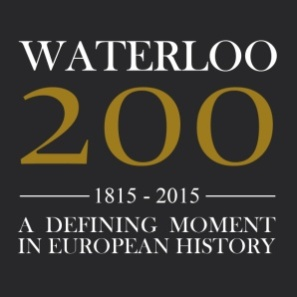 WATERLOO
200
1815 - 2015
A DEFINING MOMENT
IN EUROPEAN HISTORY